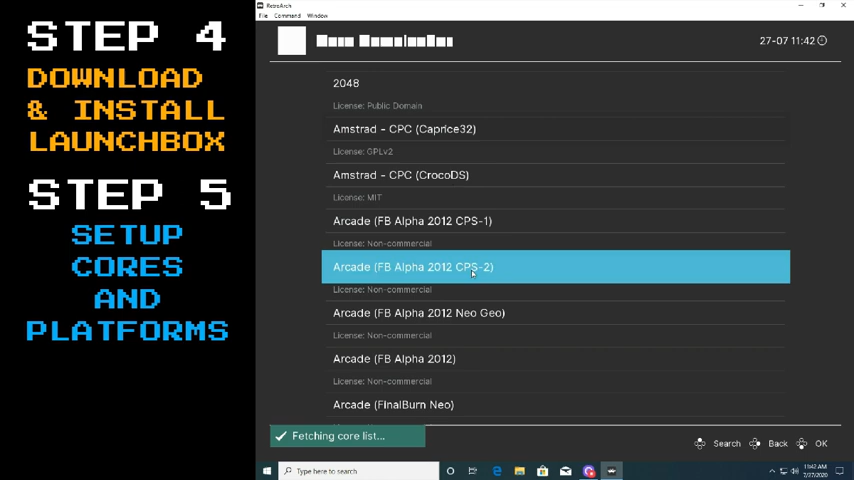 STEP 4
DOWNLOAD
& INSTALL
LAUNCHBOX
STEP 5
SETUP
CORES
AND
PLATFORMS
RetroArch
File Command Window
27-07 11:42
2048
License: Public Domain
Amstrad - CPC (Caprice32)
License: GPLv2
Amstrad - CPC (CrocoDS)
License: MIT
Arcade (FB Alpha 2012 CPS-1)
License: Non-commercial
Arcade (FB Alpha 2012 CPS-2)
License: Non-commercial
Arcade (FB Alpha 2012 Neo Geo)
License: Non-commercial
Arcade (FB Alpha 2012)
License: Non-commercial
Arcade (FinalBurn Neo)
Fetching core list...
Search Back OK
Type here to search
11:42 AM
7/27/2020